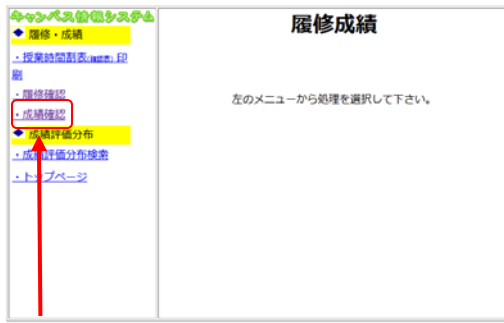 キャンパス情報システム
◆ 履修・成績
・授業時間割表(履修者)印
刷
・履修確認
・成績確認
◆ 成績評価分布
・成績評価分布検索
・トップページ
履修成績
左のメニューから処理を選択して下さい。